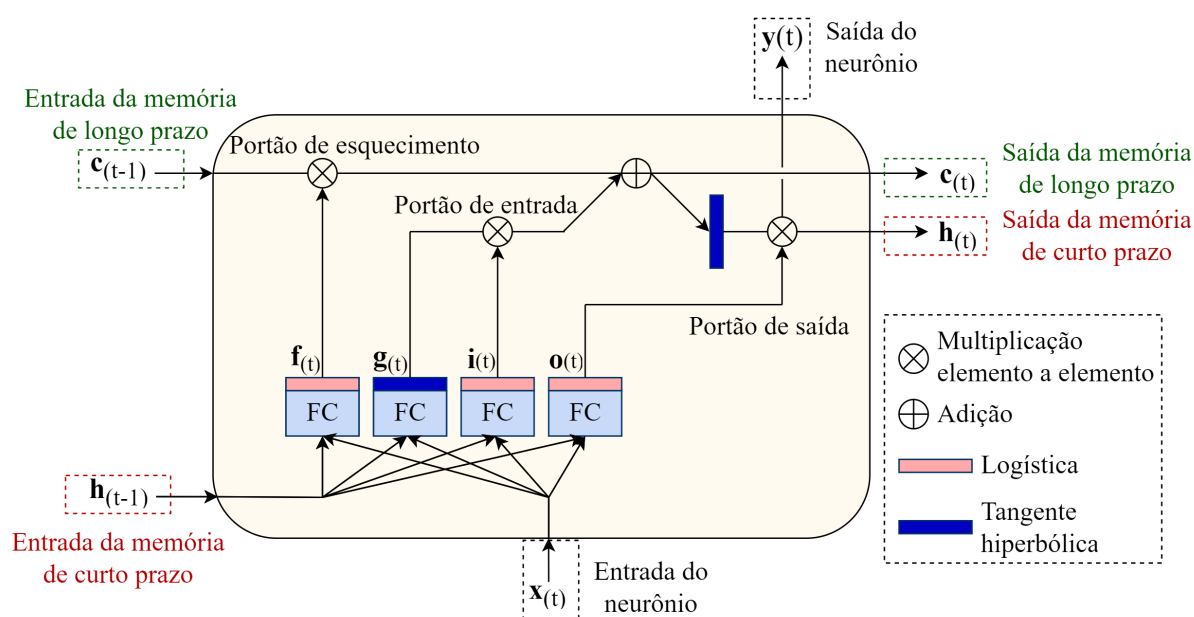 y(t)
Saída do
neurônio
Entrada da memória
de longo prazo
c(t-1)
Portão de esquecimento
Saída da memória
de longo prazo
c(t)
Portão de entrada
Saída da memória
de curto prazo
h(t)
Portão de saída
f(t)
g(t)
i(t)
o(t)
FC
FC
FC
FC
Multiplicação
elemento a elemento
Adição
Logística
Tangente
hiperbólica
h(t-1)
Entrada da memória
de curto prazo
x(t)
Entrada do
neurônio